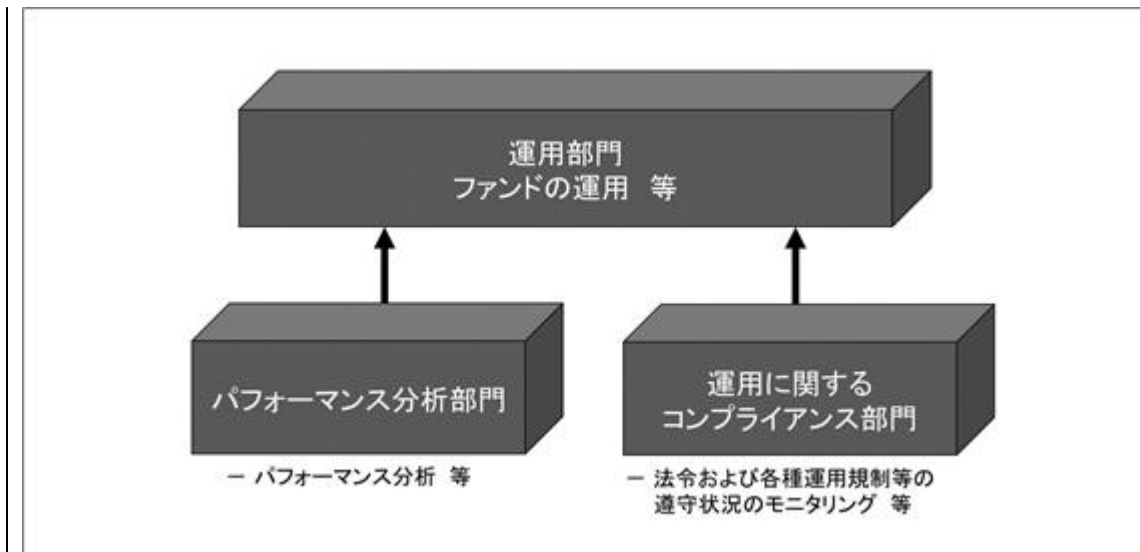 運用部門
ファンドの運用　等
パフォーマンス分析部門
－ パフォーマンス分析　等
運用に関する
コンプライアンス部門
－ 法令および各種運用規制等の
遵守状況のモニタリング　等